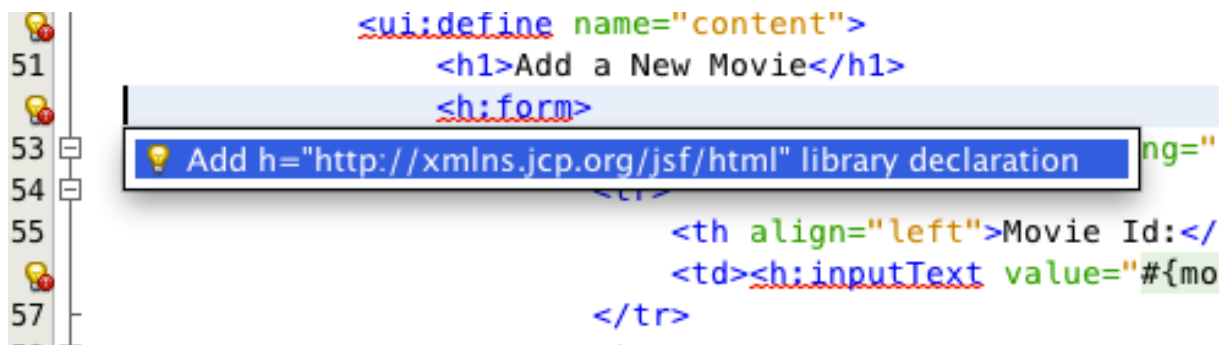 <ui:define name="content">
51 <h1>Add a New Movie</h1>
<h:form>
Add h="http://xmlns.jcp.org/jsf/html" library declaration
53 ng="
54 <tr>
55 <th align="left">Movie Id:</
<td><h:inputText value="#{mo
57 </tr>